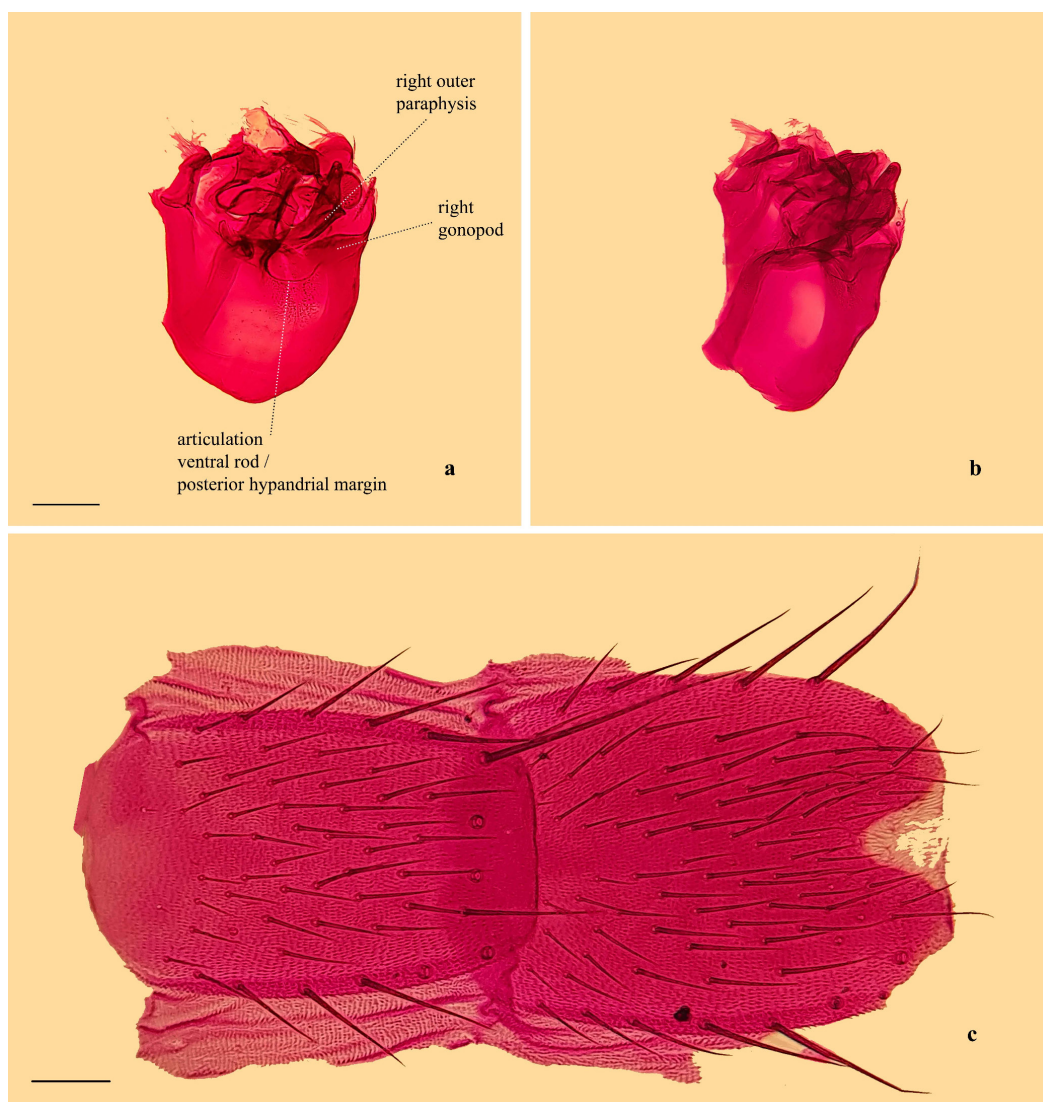 right outer
paraphysis
right
gonopod
articulation
ventral rod /
posterior hypandrial margin
a
b
c